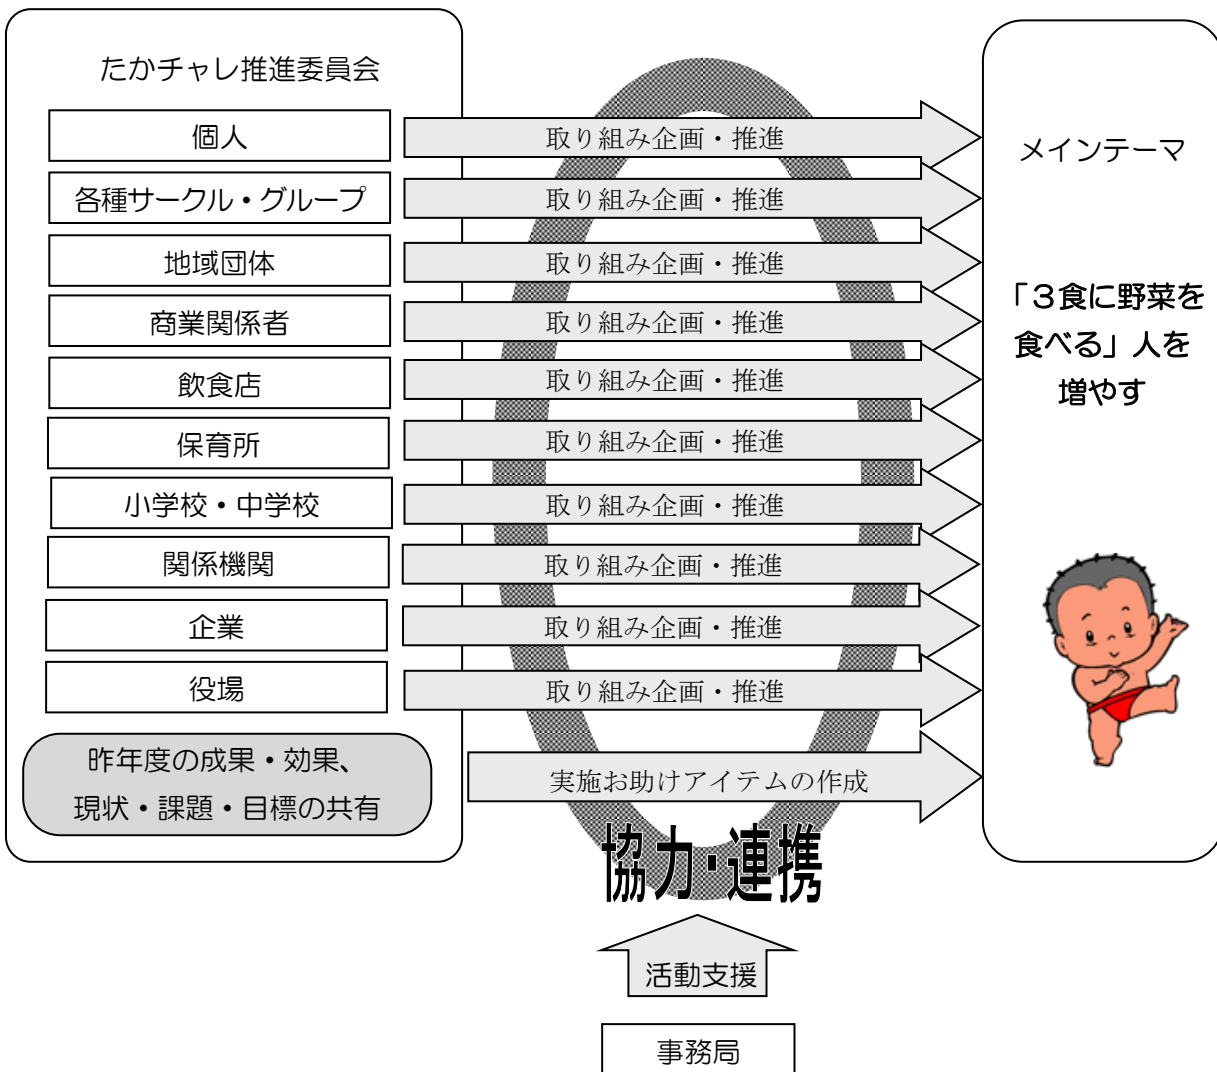 たかチャレ推進委員会
個人
取り組み企画・推進
各種サークル・グループ
取り組み企画・推進
地域団体
取り組み企画・推進
商業関係者
取り組み企画・推進
飲食店
取り組み企画・推進
保育所
取り組み企画・推進
小学校・中学校
取り組み企画・推進
関係機関
取り組み企画・推進
企業
取り組み企画・推進
役場
取り組み企画・推進
昨年度の成果・効果、
現状・課題・目標の共有
実施お助けアイテムの作成
メインテーマ
「３食に野菜を
食べる」人を
増やす
協力・連携
活動支援
事務局